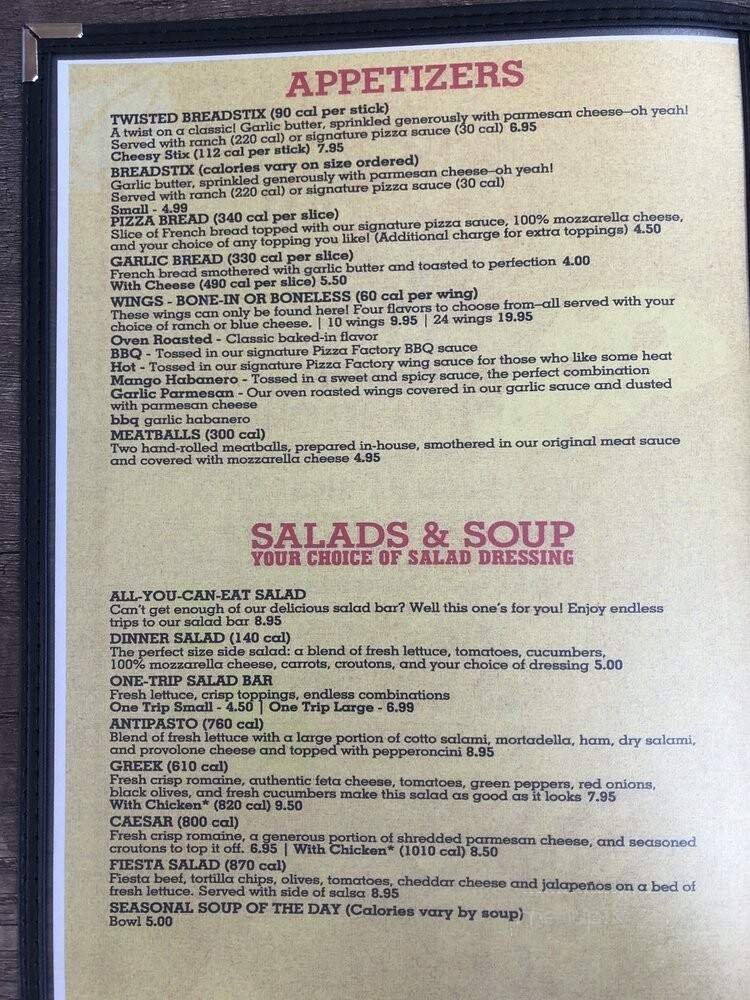 APPETIZERS
TWISTED BREADSTIX (90 cal per stick)
A twist on a classic! Garlic butter, sprinkled generously with parmesan cheese–oh yeah!
Served with ranch (220 cal) or signature pizza sauce (30 cal) 6.95
Cheesy Stix (112 cal per stick) 7.95
BREADSTIX (calories vary on size ordered)
Garlic butter, sprinkled generously with parmesan cheese–oh yeah!
Served with ranch (220 cal) or signature pizza sauce (30 cal)
Small - 4.99
PIZZA BREAD (340 cal per slice)
Slice of French bread topped with our signature pizza sauce, 100% mozzarella cheese,
and your choice of any topping you like! (Additional charge for extra toppings) 4.50
GARLIC BREAD (330 cal per slice)
French bread smothered with garlic butter and toasted to perfection 4.00
With Cheese (490 cal per slice) 5.50
WINGS - BONE-IN OR BONELESS (60 cal per wing)
These wings can only be found here! Four flavors to choose from–all served with your
choice of ranch or blue cheese. | 10 wings 9.95 | 24 wings 19.95
Oven Roasted - Classic baked-in flavor
BBQ - Tossed in our signature Pizza Factory BBQ sauce
Hot - Tossed in our signature Pizza Factory wing sauce for those who like some heat
Mango Habanero - Tossed in a sweet and spicy sauce, the perfect combination
Garlic Parmesan - Our oven roasted wings covered in our garlic sauce and dusted
with parmesan cheese
bbq garlic habanero
MEATBALLS (300 cal)
Two hand-rolled meatballs, prepared in-house, smothered in our original meat sauce
and covered with mozzarella cheese 4.95
SALADS & SOUP
YOUR CHOICE OF SALAD DRESSING
ALL-YOU-CAN-EAT SALAD
Can't get enough of our delicious salad bar? Well this one's for you! Enjoy endless
trips to our salad bar 8.95
DINNER SALAD (140 cal)
The perfect size side salad: a blend of fresh lettuce, tomatoes, cucumbers,
100% mozzarella cheese, carrots, croutons, and your choice of dressing 5.00
ONE-TRIP SALAD BAR
Fresh lettuce, crisp toppings, endless combinations
One Trip Small - 4.50 | One Trip Large - 6.99
ANTIPASTO (760 cal)
Blend of fresh lettuce with a large portion of cotto salami, mortadella, ham, dry salami,
and provolone cheese and topped with pepperoncini 8.95
GREEK (610 cal)
Fresh crisp romaine, authentic feta cheese, tomatoes, green peppers, red onions,
black olives, and fresh cucumbers make this salad as good as it looks 7.95
With Chicken* (820 cal) 9.50
CAESAR (800 cal)
Fresh crisp romaine, a generous portion of shredded parmesan cheese, and seasoned
croutons to top it off. 6.95 | With Chicken* (1010 cal) 8.50
FIESTA SALAD (870 cal)
Fiesta beef, tortilla chips, olives, tomatoes, cheddar cheese and jalapeños on a bed of
fresh lettuce. Served with side of salsa 8.95
SEASONAL SOUP OF THE DAY (Calories vary by soup)
Bowl 5.00